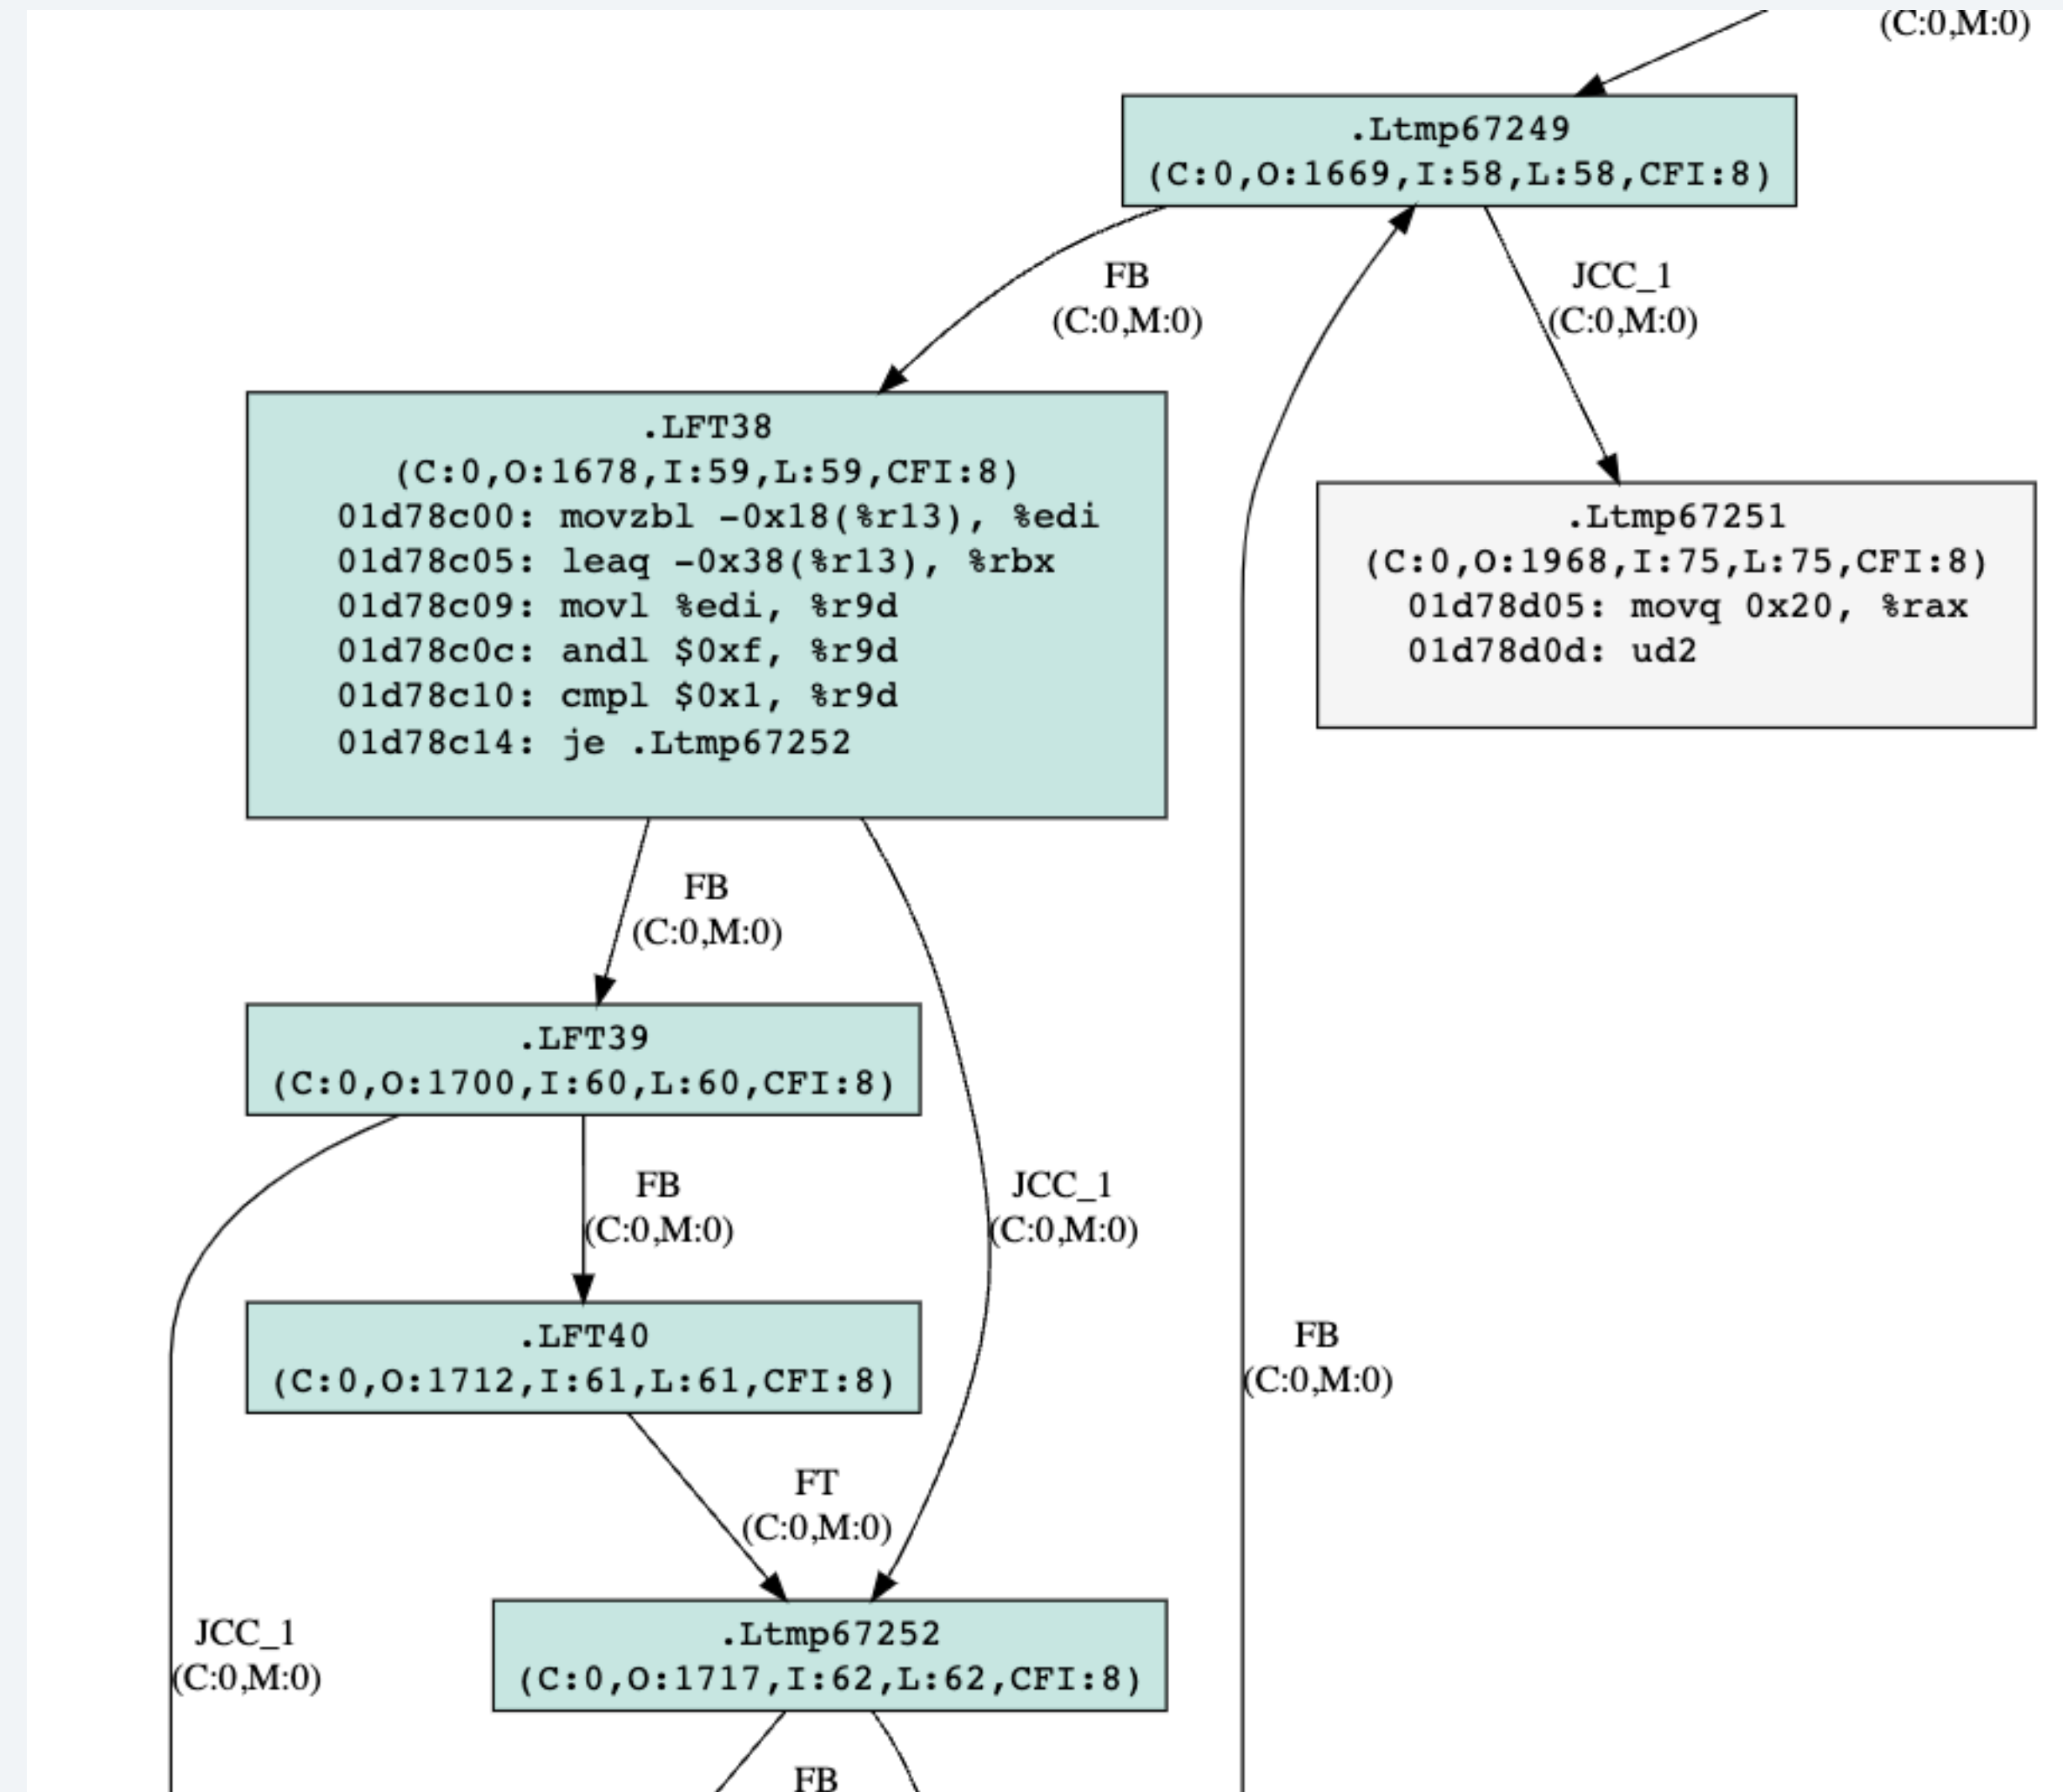 (C:0,M:0)
.Ltmp67249
(C:0,O:1669,I:58,L:58,CFI:8)
FB
(C:0,M:0)
JCC_1
(C:0,M:0)
.LFT38
(C:0,O:1678,I:59,L:59,CFI:8)
01d78c00: movzbl -0x18(%r13), %edi
01d78c05: leaq -0x38(%r13), %rbx
01d78c09: movl %edi, %r9d
01d78c0c: andl $0xf, %r9d
01d78c10: cmpl $0x1, %r9d
01d78c14: je .Ltmp67252
.Ltmp67251
(C:0,O:1968,I:75,L:75,CFI:8)
01d78d05: movq 0x20, %rax
01d78d0d: ud2
FB
(C:0,M:0)
.LFT39
(C:0,O:1700,I:60,L:60,CFI:8)
FB
(C:0,M:0)
JCC_1
(C:0,M:0)
.LFT40
(C:0,O:1712,I:61,L:61,CFI:8)
FB
(C:0,M:0)
FT
(C:0,M:0)
.Ltmp67252
(C:0,O:1717,I:62,L:62,CFI:8)
JCC_1
(C:0,M:0)
FB